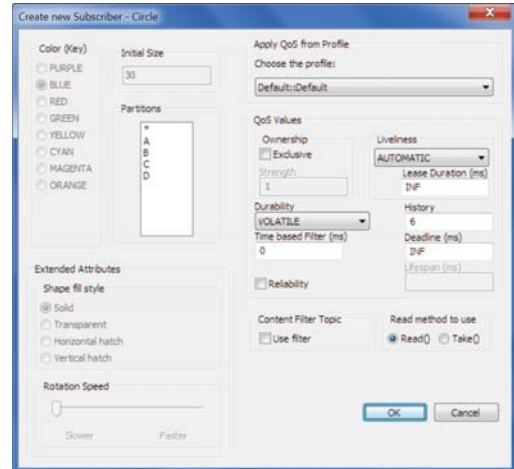 Create new Subscriber - Circle
Color (Key)
PURPLE
BLUE
RED
GREEN
YELLOW
CYAN
MAGENTA
ORANGE
Initial Size
30
Partitions
*
A
B
C
D
Extended Attributes
Shape fill style
Solid
Transparent
Horizontal hatch
Vertical hatch
Rotation Speed
Slower Faster
Apply QoS from Profile
Choose the profile:
Default::Default
QoS Values
Ownership
Exclusive
Strength
1
Liveliness
AUTOMATIC
Lease Duration (ms)
INF
Durability
VOLATILE
Time based Filter (ms)
0
History
6
Deadline (ms)
INF
Lifespan (ms)
Reliability
Content Filter Topic
Use filter
Read method to use
Read() Take()
OK Cancel